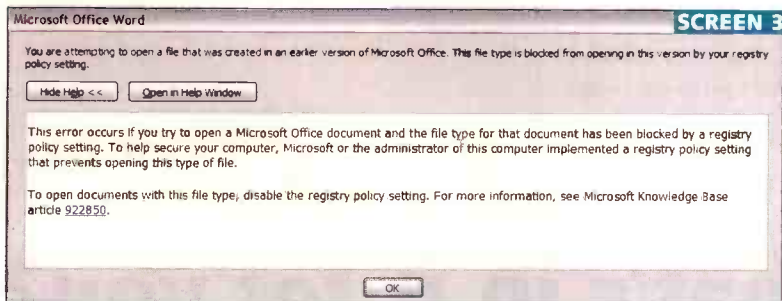 Microsoft Office Word
SCREEN 3
You are attempting to open a file that was created in an earlier version of Microsoft Office. This file type is blocked from opening in this version by your registry
policy setting.
Hide Help << Open in Help Window
This error occurs if you try to open a Microsoft Office document and the file type for that document has been blocked by a registry
policy setting. To help secure your computer, Microsoft or the administrator of this computer implemented a registry policy setting
that prevents opening this type of file.
To open documents with this file type, disable the registry policy setting. For more information, see Microsoft Knowledge Base
article 922850.
OK